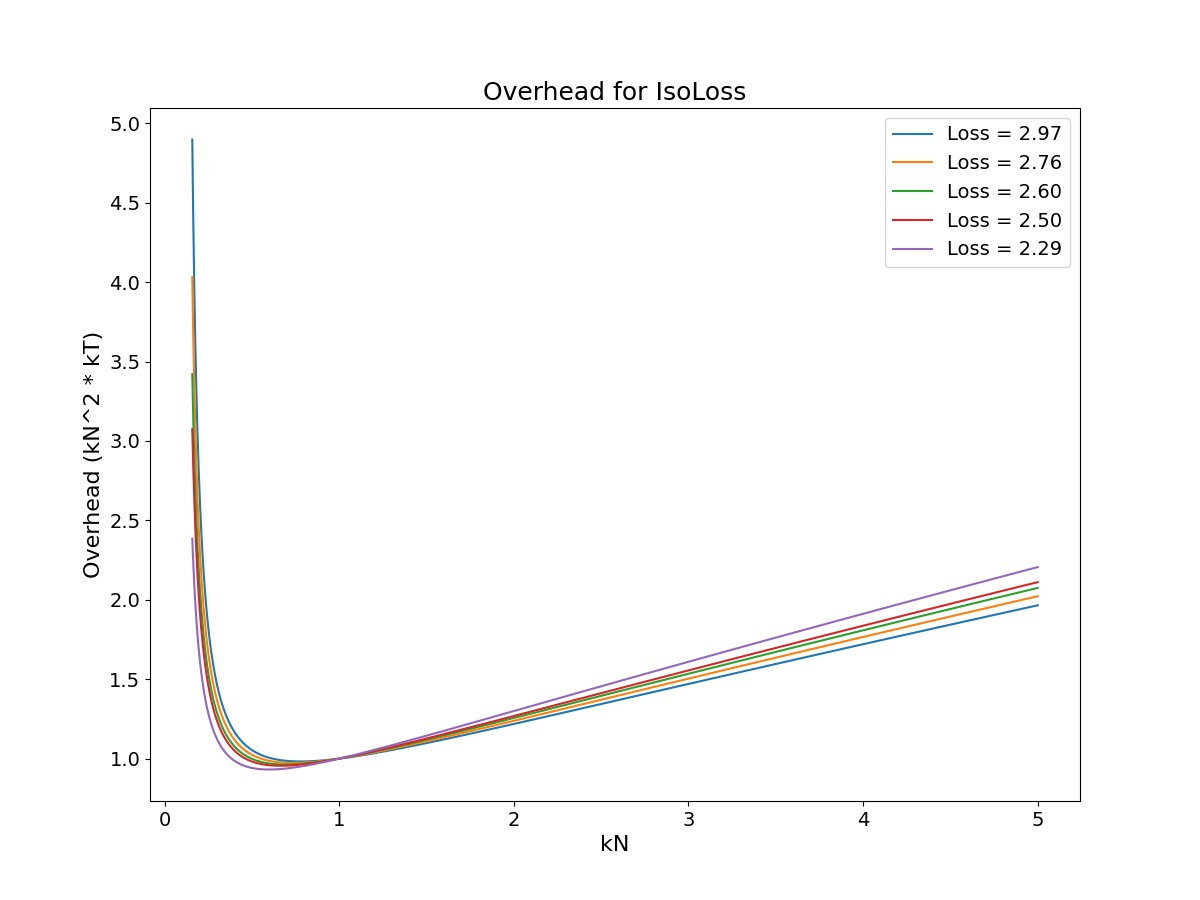 Overhead for IsoLoss
5.0
4.5
4.0
3.5
3.0
2.5
2.0
1.5
1.0
Overhead (kN^2 * kT)
Loss = 2.97
Loss = 2.76
Loss = 2.60
Loss = 2.50
Loss = 2.29
0 1 2 3 4 5
kN